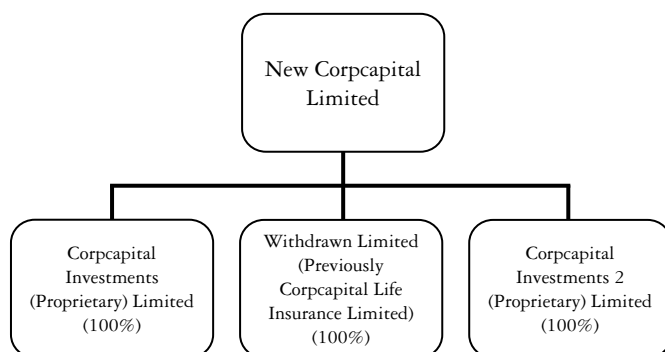 New Corpcapital
Limited
Corpcapital
Investments
(Proprietary) Limited
(100%)
Withdrawn Limited
(Previously
Corpcapital Life
Insurance Limited)
(100%)
Corpcapital
Investments 2
(Proprietary) Limited
(100%)